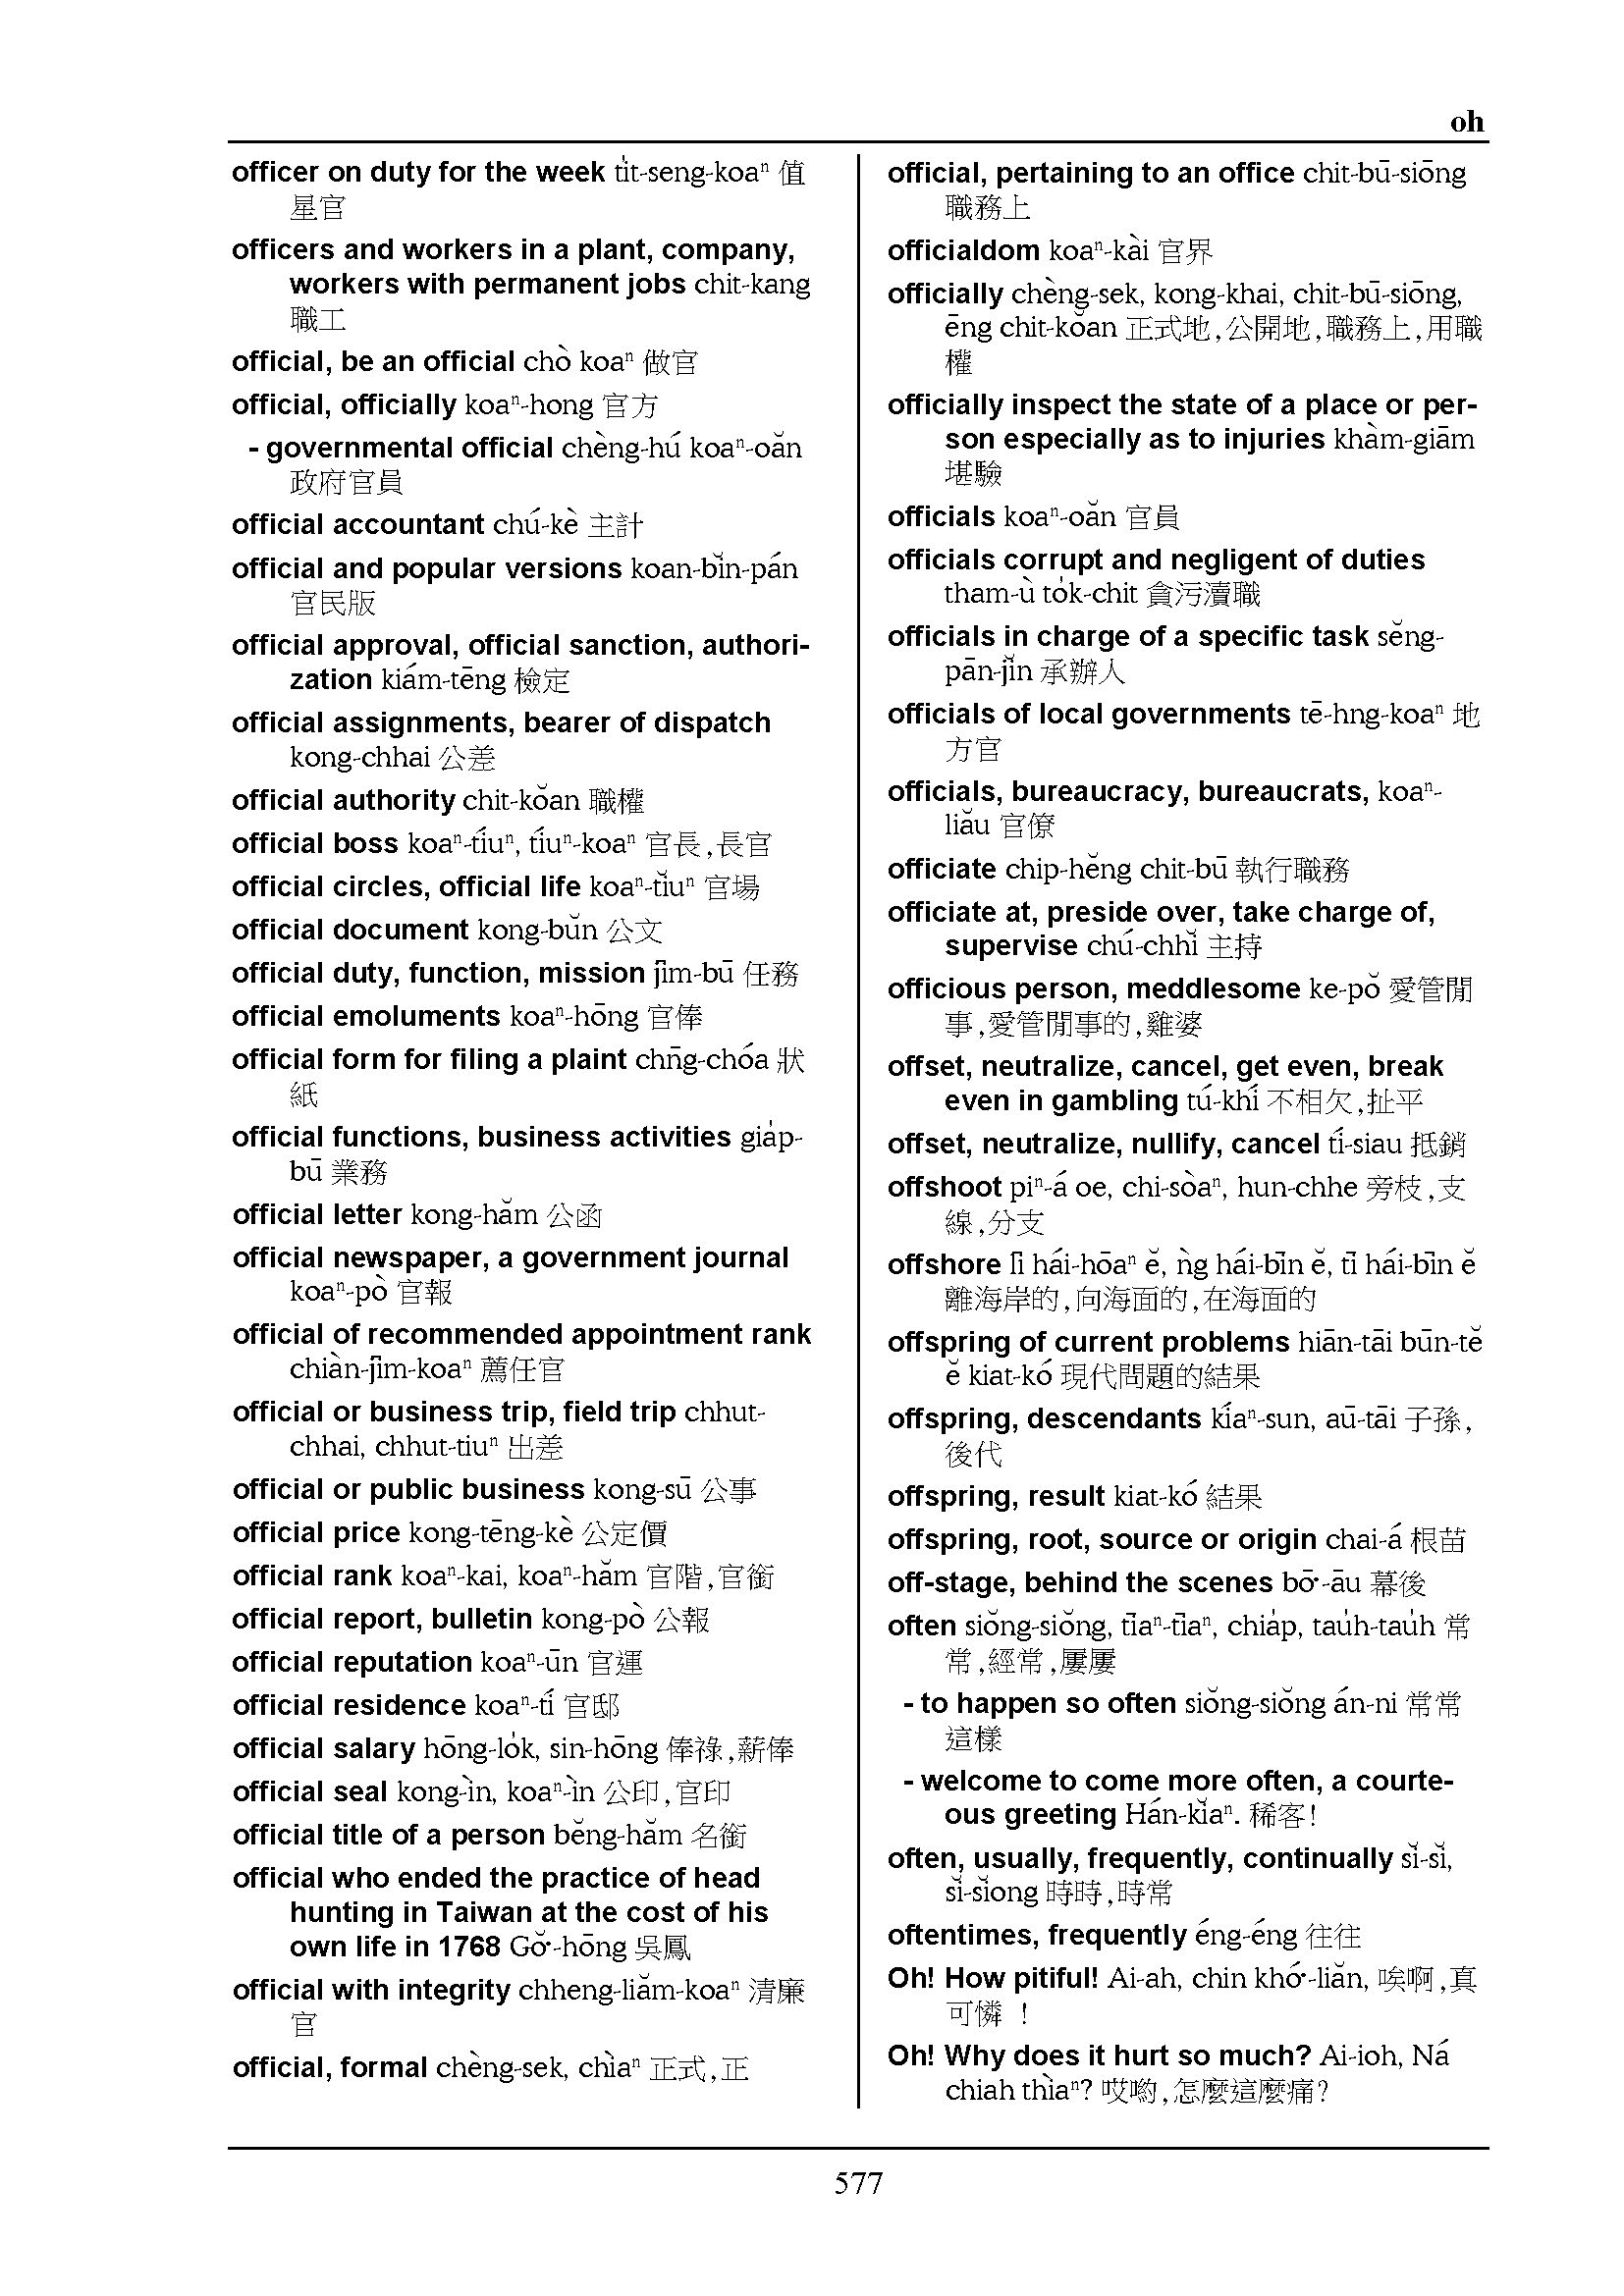 oh
officer on duty for the week ti̍t-seng-koaⁿ 值
星官
officers and workers in a plant, company,
workers with permanent jobs chit-kang
職工
official, be an official chò koaⁿ 做官
official, officially koaⁿ-hong 官方
- governmental official chèng-hú koaⁿ-oăn
政府官員
official accountant chú-kè 主計
official and popular versions koan-bĭn-pán
官民版
official approval, official sanction, authori-
zation kiám-tēng 檢定
official assignments, bearer of dispatch
kong-chhai 公差
official authority chit-kŏan 職權
official boss koaⁿ-tíuⁿ, tíuⁿ-koaⁿ 官長,長官
official circles, official life koaⁿ-tĭuⁿ 官場
official document kong-bŭn 公文
official duty, function, mission jīm-bū 任務
official emoluments koaⁿ-hōng 官俸
official form for filing a plaint chn̄g-chóa 狀
紙
official functions, business activities gia̍p-
bū 業務
official letter kong-hăm 公函
official newspaper, a government journal
koaⁿ-pò 官報
official of recommended appointment rank
chiàn-jīm-koaⁿ 薦任官
official or business trip, field trip chhut-
chhai, chhut-tiuⁿ 出差
official or public business kong-sū 公事
official price kong-tēng-kè 公定價
official rank koaⁿ-kai, koaⁿ-hăm 官階,官銜
official report, bulletin kong-pò 公報
official reputation koaⁿ-ūn 官運
official residence koaⁿ-tí 官邸
official salary hōng-lo̍k, sin-hōng 俸祿,薪俸
official seal kong-ìn, koaⁿ-ìn 公印,官印
official title of a person bĕng-hăm 名銜
official who ended the practice of head
hunting in Taiwan at the cost of his
own life in 1768 Gŏ͘-hōng 吳鳳
official with integrity chheng-liăm-koaⁿ 清廉
官
official, formal chèng-sek, chìaⁿ 正式,正
official, pertaining to an office chit-bū-siōng
職務上
officialdom koaⁿ-kài 官界
officially chèng-sek, kong-khai, chit-bū-siōng,
ēng chit-kŏan 正式地,公開地,職務上,用職
權
officially inspect the state of a place or per-
son especially as to injuries khàm-giām
堪驗
officials koaⁿ-oăn 官員
officials corrupt and negligent of duties
tham-ù to̍k-chit 貪污瀆職
officials in charge of a specific task sĕng-
pān-jĭn 承辦人
officials of local governments tē-hng-koaⁿ 地
方官
officials, bureaucracy, bureaucrats, koaⁿ-
liău 官僚
officiate chip-hĕng chit-bū 執行職務
officiate at, preside over, take charge of,
supervise chú-chhĭ 主持
officious person, meddlesome ke-pŏ 愛管閒
事,愛管閒事的,雞婆
offset, neutralize, cancel, get even, break
even in gambling tú-khí 不相欠,扯平
offset, neutralize, nullify, cancel tí-siau 抵銷
offshoot piⁿ-á oe, chi-sòaⁿ, hun-chhe 旁枝,支
線,分支
offshore lī hái-hōaⁿ ĕ, ǹg hái-bīn ĕ, tī hái-bīn ĕ
離海岸的,向海面的,在海面的
offspring of current problems hiān-tāi būn-tĕ
ĕ kiat-kó 現代問題的結果
offspring, descendants kíaⁿ-sun, aū-tāi 子孫,
後代
offspring, result kiat-kó 結果
offspring, root, source or origin chai-á 根苗
off-stage, behind the scenes bō͘-āu 幕後
often siŏng-siŏng, tīaⁿ-tīaⁿ, chia̍p, tau̍h-tau̍h 常
常,經常,屢屢
- to happen so often siŏng-siŏng án-ni 常常
這樣
- welcome to come more often, a courte-
ous greeting Hán-kĭaⁿ. 稀客!
often, usually, frequently, continually sĭ-sĭ,
sĭ-sĭong 時時,時常
oftentimes, frequently éng-éng 往往
Oh! How pitiful! Ai-ah, chin khó͘-liăn, 唉啊,真
可憐 !
Oh! Why does it hurt so much? Ai-ioh, Ná
chiah thìaⁿ? 哎喲,怎麼這麼痛?
577